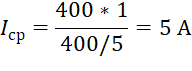 I_ср = (400 * 1) / (400/5) = 5 А